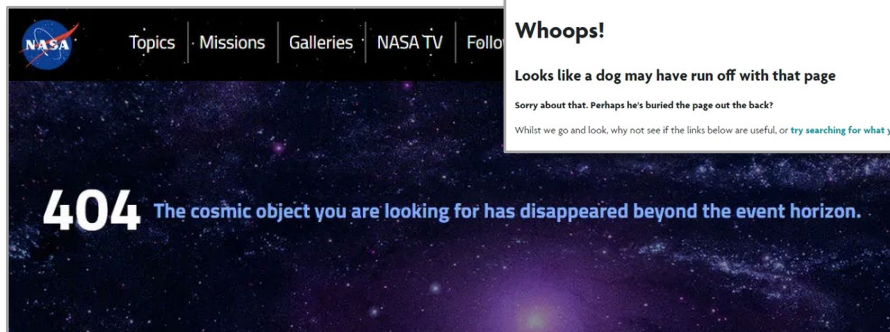 NASA
Topics Missions Galleries NASA TV
Whoops!
Looks like a dog may have run off with that page
Sorry about that. Perhaps he's buried the page out the back?
Whilst we go and look, why not see if the links below are useful, or try searching for what
404 The cosmic object you are looking for has disappeared beyond the event horizon.